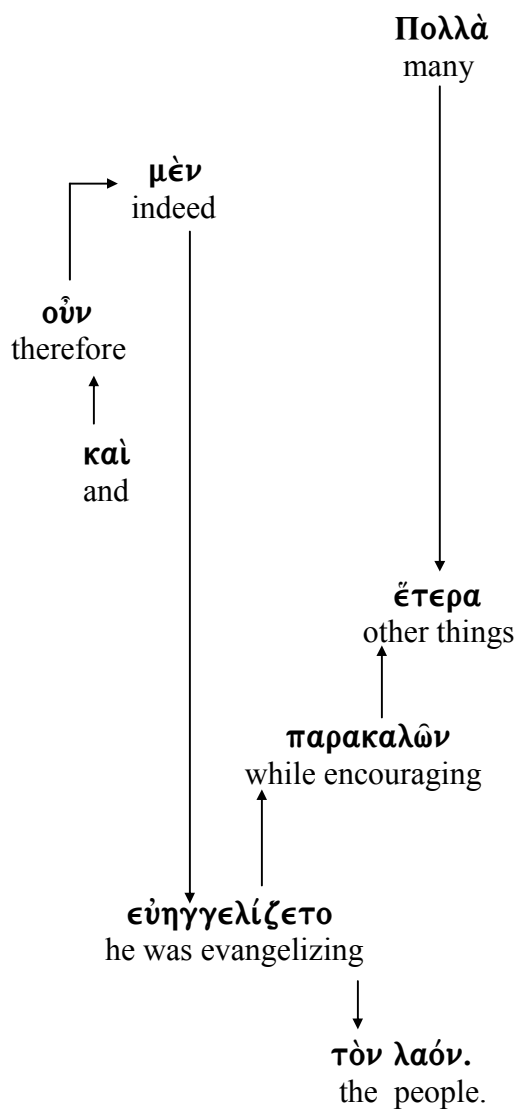 Πολλὰ
many
μὲν
indeed
οὖν
therefore
καὶ
and
ἕτερα
other things
παρακαλῶν
while encouraging
εὐηγγελίζετο
he was evangelizing
τὸν λαόν.
the people.